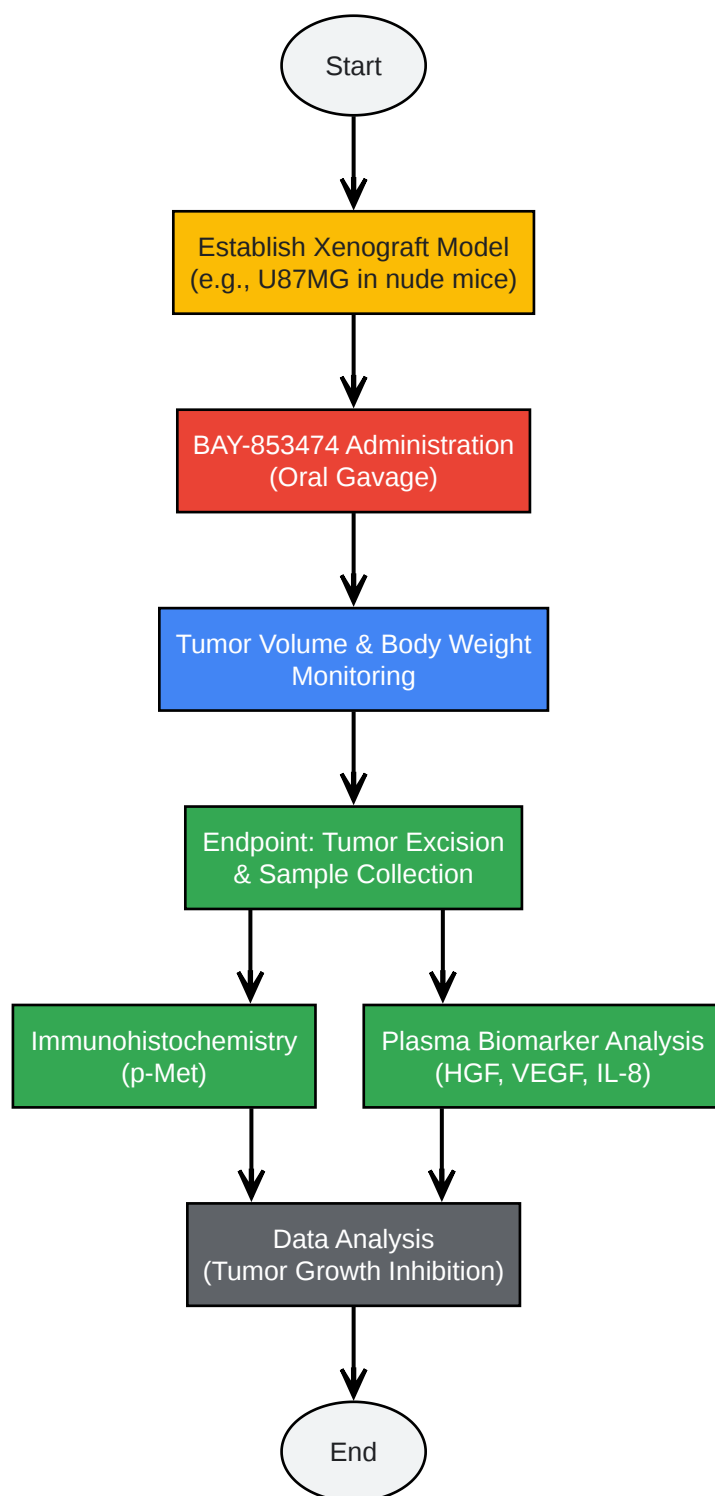 Start
Establish Xenograft Model
(e.g., U87MG in nude mice)
BAY-853474 Administration
(Oral Gavage)
Tumor Volume & Body Weight
Monitoring
Endpoint: Tumor Excision
& Sample Collection
Immunohistochemistry
(p-Met)
Plasma Biomarker Analysis
(HGF, VEGF, IL-8)
Data Analysis
(Tumor Growth Inhibition)
End